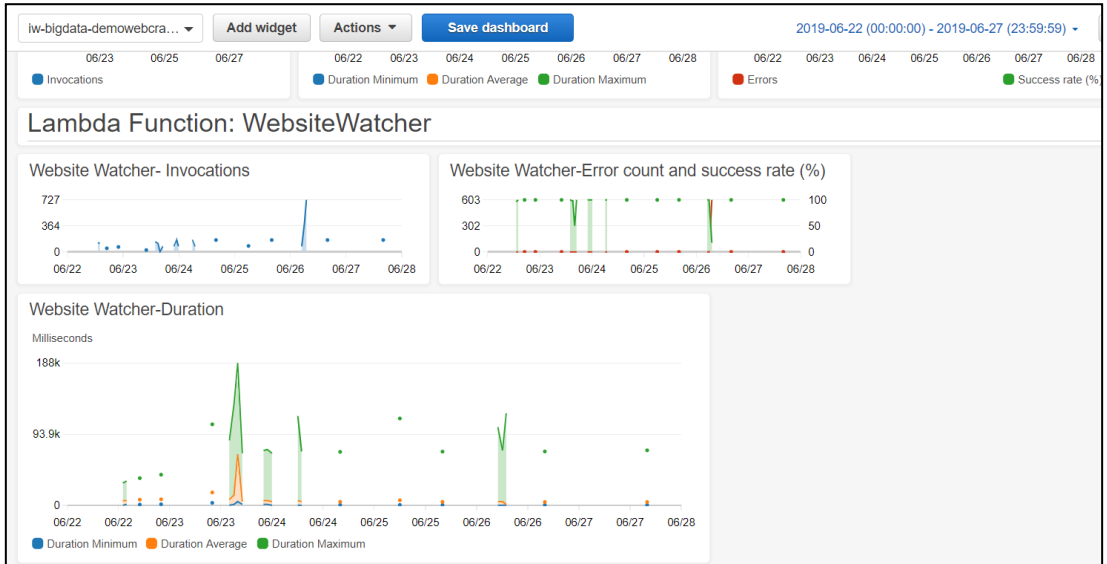 iw-bigdata-demowebcra... Add widget Actions Save dashboard 2019-06-22 (00:00:00) - 2019-06-27 (23:59:59)
06/23 06/25 06/27
Invocations
06/22 06/23 06/24 06/24 06/25 06/26 06/27 06/28
Duration Minimum Duration Average Duration Maximum
06/22 06/23 06/24 06/25 06/26 06/27 06/28
Errors Success rate (%)
Lambda Function: WebsiteWatcher
Website Watcher- Invocations
727
364
0
06/22 06/23 06/24 06/25 06/26 06/27 06/28
Website Watcher-Error count and success rate (%)
603 100
302 50
0 0
06/22 06/23 06/24 06/25 06/26 06/27 06/28
Website Watcher-Duration
Milliseconds
188k
93.9k
0
06/22 06/22 06/23 06/23 06/24 06/24 06/25 06/25 06/26 06/26 06/27 06/27 06/28
Duration Minimum Duration Average Duration Maximum